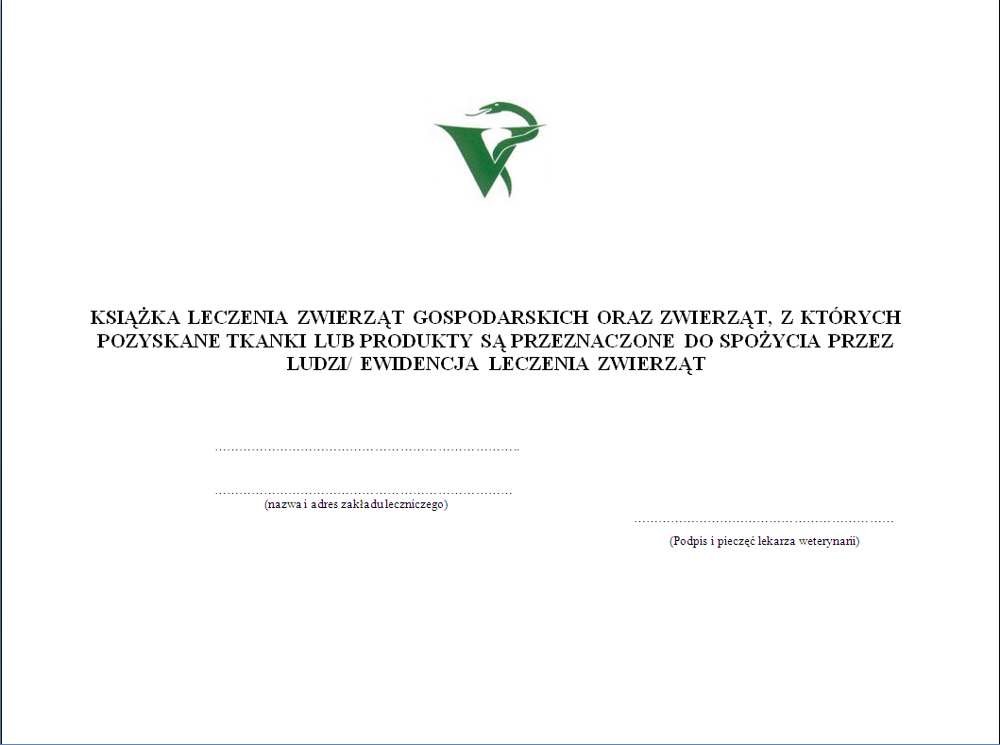 KSIĄŻKA LECZENIA ZWIERZĄT GOSPODARSKICH ORAZ ZWIERZĄT, Z KTÓRYCH
POZYSKANE TKANKI LUB PRODUKTY SĄ PRZEZNACZONE DO SPOŻYCIA PRZEZ
LUDZI/ EWIDENCJA LECZENIA ZWIERZĄT
………………………………………………………………..
………………………………………………………………
(nazwa i adres zakładu leczniczego)
………………………………………………………
(Podpis i pieczęć lekarza weterynarii)